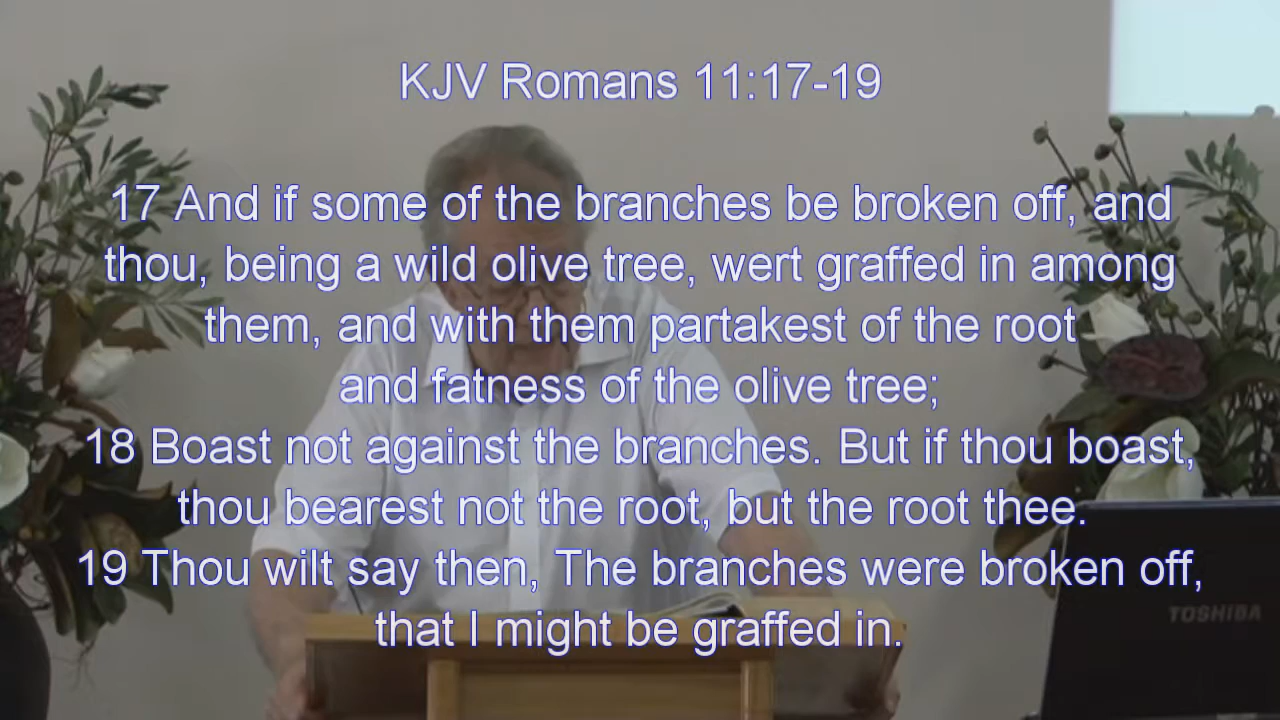 KJV Romans 11:17-19
17 And if some of the branches be broken off, and
thou, being a wild olive tree, wert graffed in among
them, and with them partakest of the root
and fatness of the olive tree;
18 Boast not against the branches. But if thou boast,
thou bearest not the root, but the root thee.
19 Thou wilt say then, The branches were broken off,
that I might be graffed in.
TOSHIBA